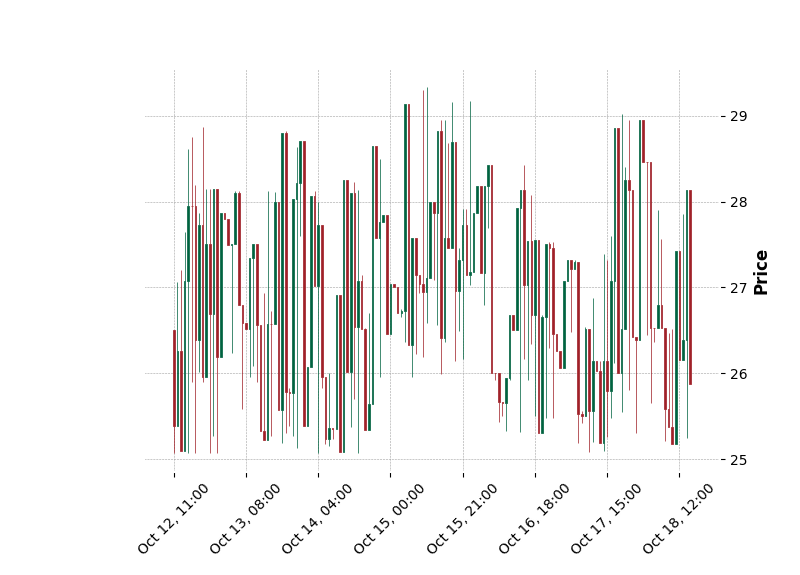 29
28
27
26
25
Price
Oct 12, 11:00
Oct 13, 08:00
Oct 14, 04:00
Oct 15, 00:00
Oct 15, 21:00
Oct 16, 18:00
Oct 17, 15:00
Oct 18, 12:00